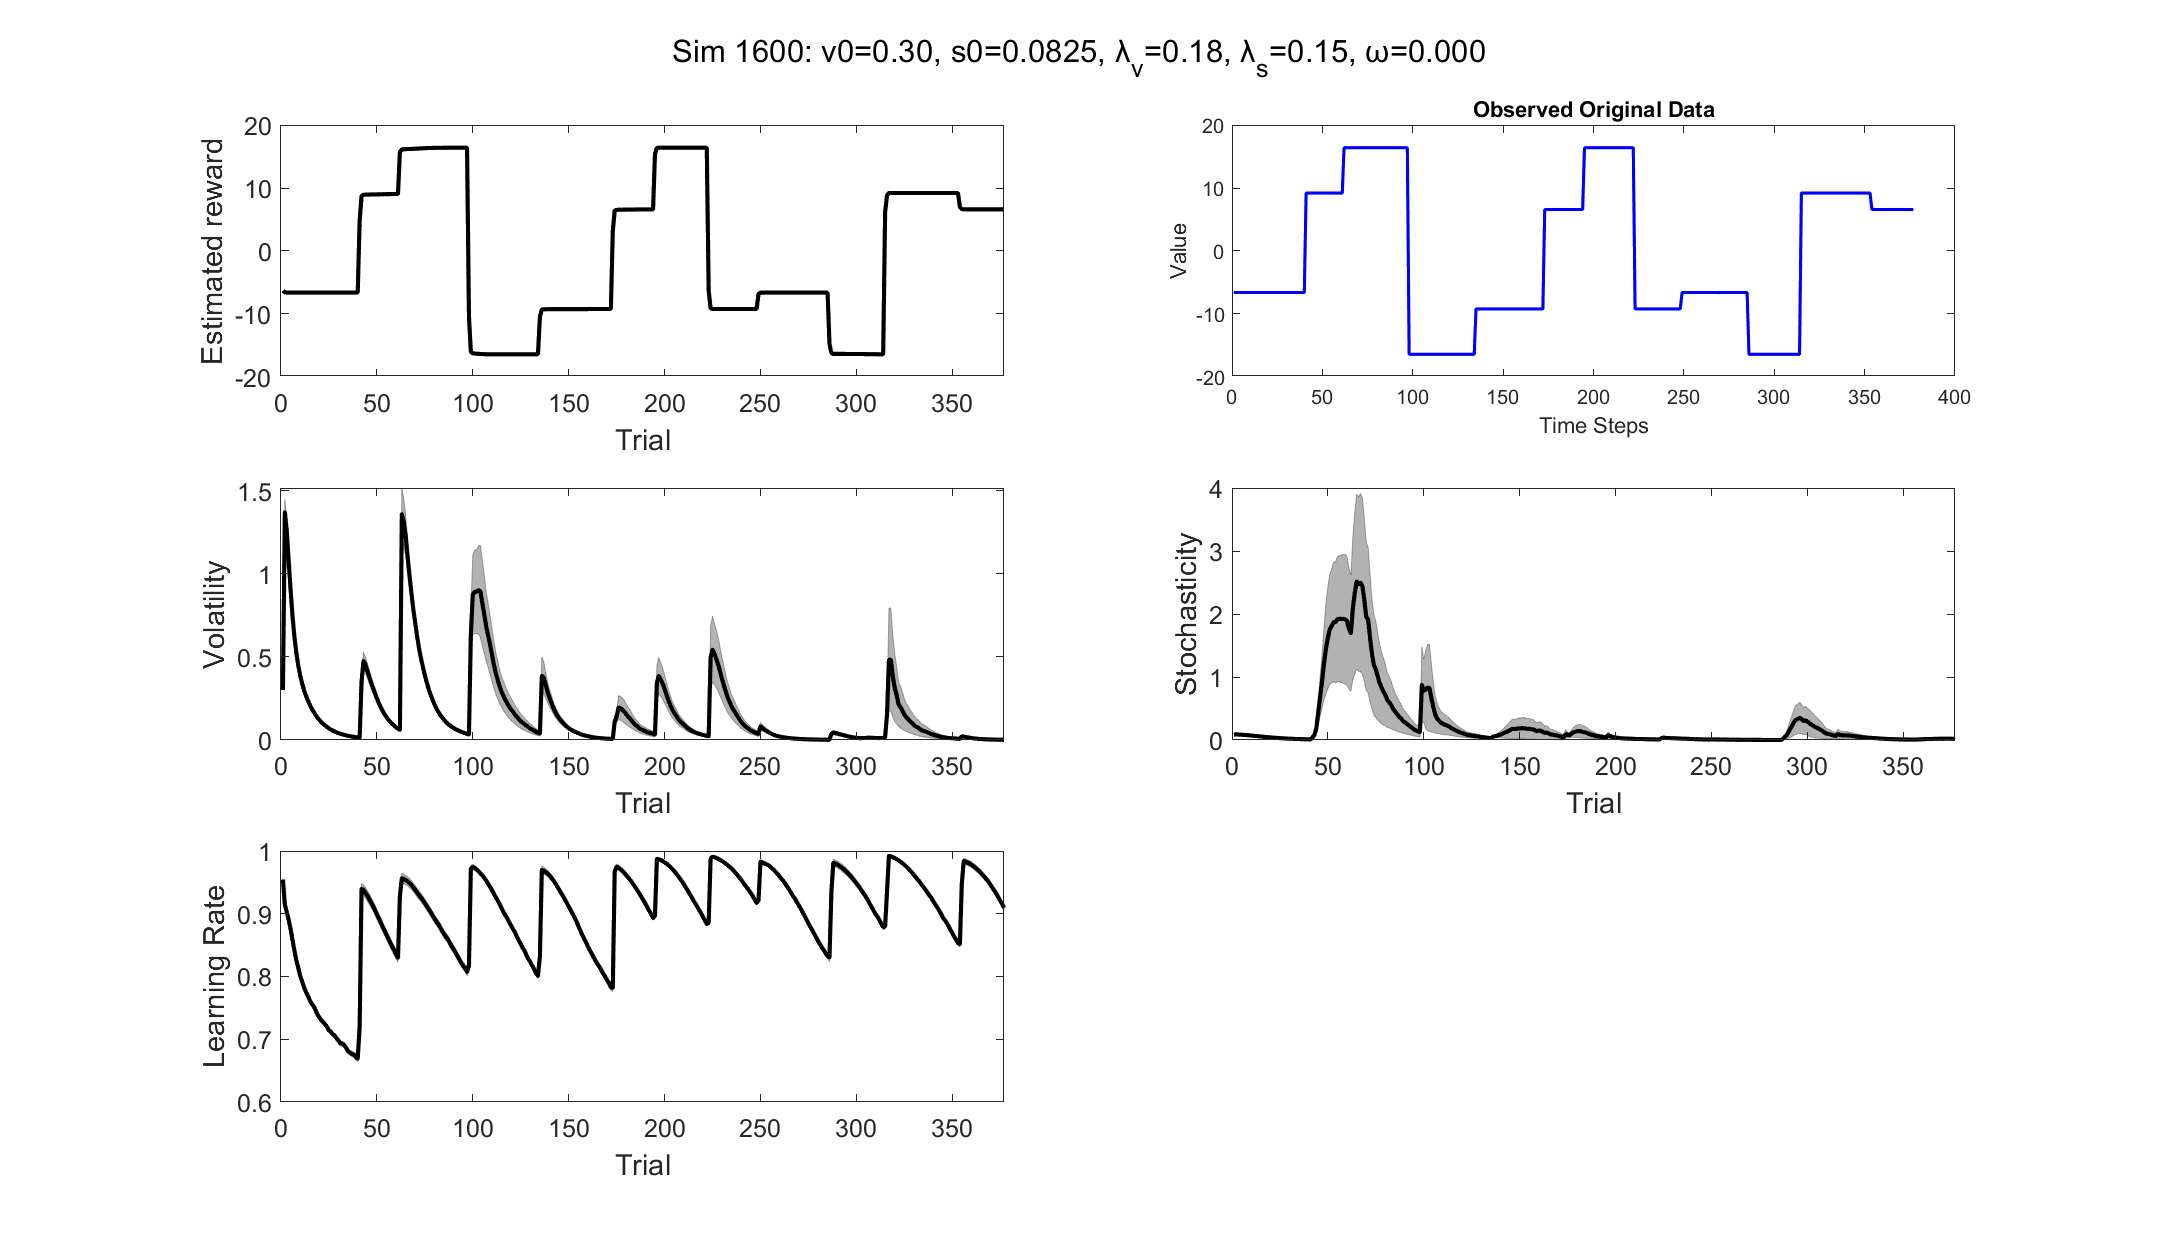 Sim 1600: v0=0.30, s0=0.0825, λv=0.18, λs=0.15, ω=0.000
20
10
0
-10
-20
Estimated reward
0 50 100 150 200 250 300 350
Trial
Observed Original Data
20
10
0
-10
-20
Value
0 50 100 150 200 250 300 350 400
Time Steps
1.5
1
0.5
0
Volatility
0 50 100 150 200 250 300 350
Trial
4
3
2
1
0
Stochasticity
0 50 100 150 200 250 300 350
Trial
1
0.9
0.8
0.7
0.6
Learning Rate
0 50 100 150 200 250 300 350
Trial